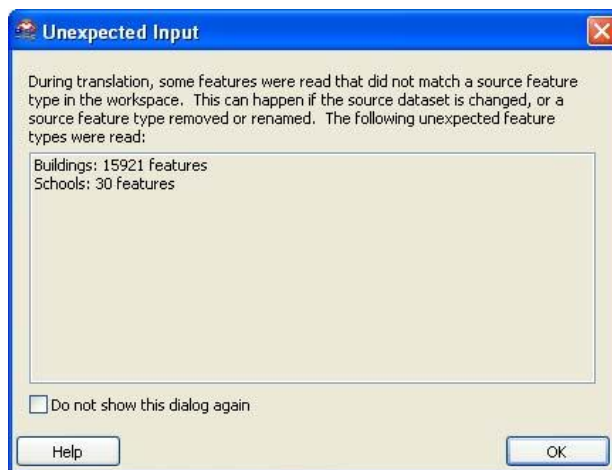 Unexpected Input
During translation, some features were read that did not match a source feature
type in the workspace.  This can happen if the source dataset is changed, or a
source feature type removed or renamed.  The following unexpected feature
types were read:
Buildings: 15921 features
Schools: 30 features
Do not show this dialog again
Help
OK